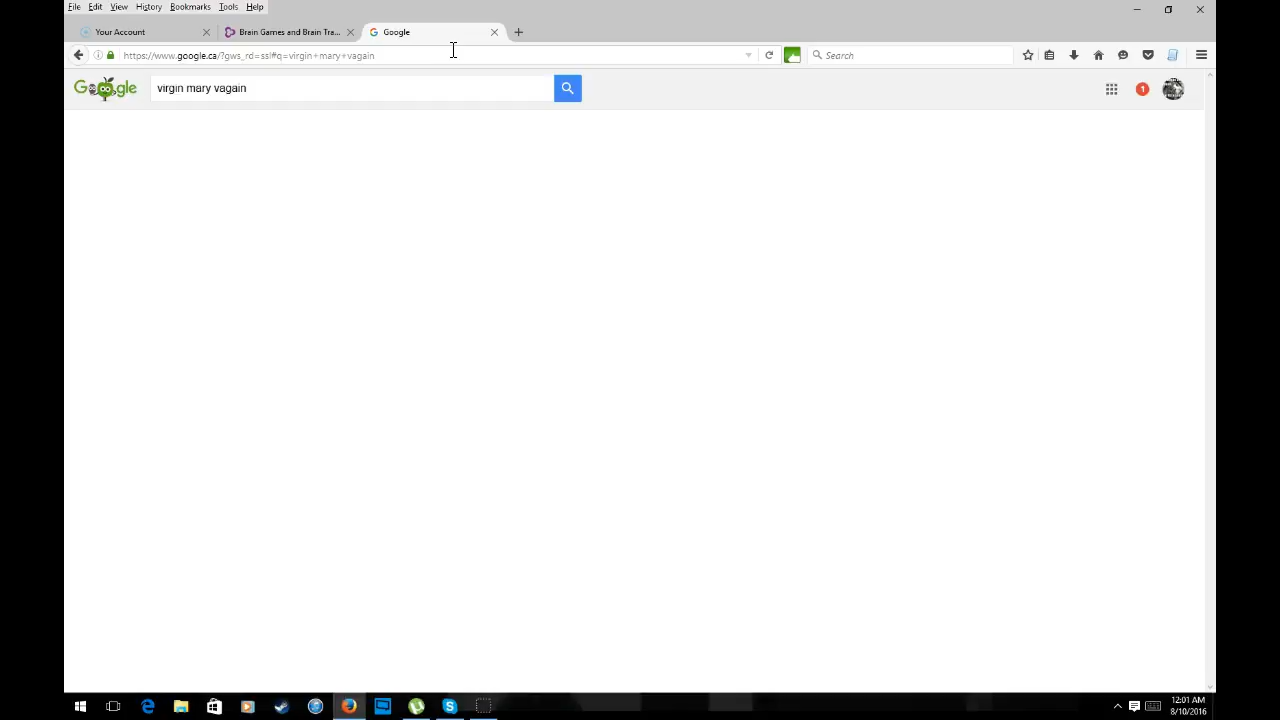 File Edit View History Bookmarks Tools Help
Your Account Brain Games and Brain Tra... Google
https://www.google.ca/?gws_rd=ssl#q=virgin+mary+vagain Search
Google virgin mary vagain 1
12:01 AM
8/10/2016